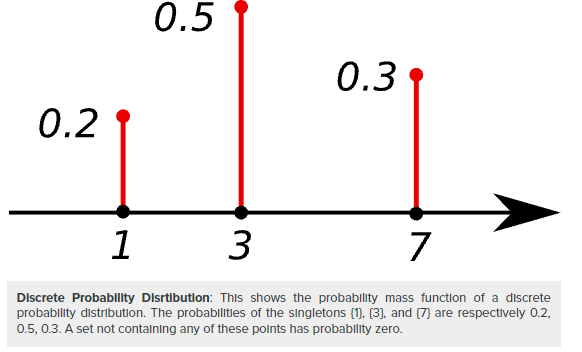 0.5
0.3
0.2
1 3 7
Discrete Probability Disrtibution: This shows the probability mass function of a discrete
probability distribution. The probabilities of the singletons {1}, {3}, and {7} are respectively 0.2,
0.5, 0.3. A set not containing any of these points has probability zero.